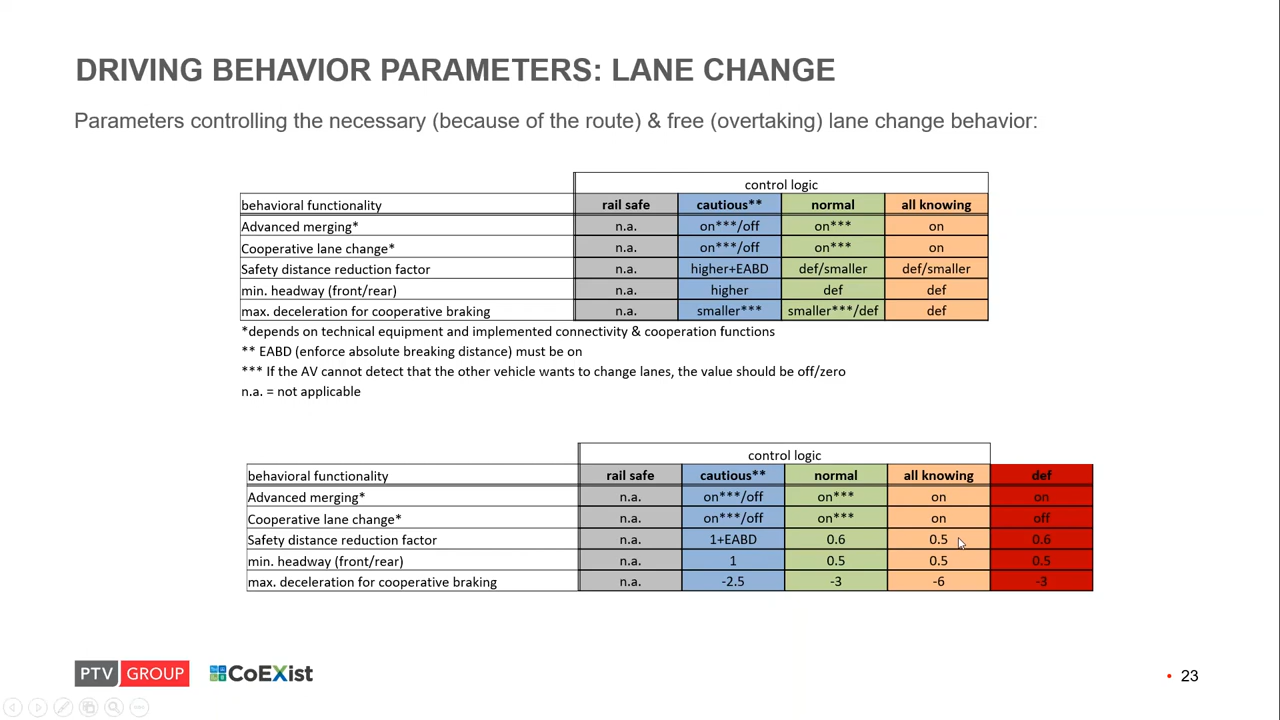 DRIVING BEHAVIOR PARAMETERS: LANE CHANGE
Parameters controlling the necessary (because of the route) & free (overtaking) lane change behavior:
control logic
behavioral functionality rail safe cautious** normal all knowing
Advanced merging* n.a. on***/off on*** on
Cooperative lane change* n.a. on***/off on*** on
Safety distance reduction factor n.a. higher+EABD def/smaller def/smaller
min. headway (front/rear) n.a. higher def def
max. deceleration for cooperative braking n.a. smaller*** smaller***/def def
*depends on technical equipment and implemented connectivity & cooperation functions
** EABD (enforce absolute breaking distance) must be on
*** If the AV cannot detect that the other vehicle wants to change lanes, the value should be off/zero
n.a. = not applicable
control logic
behavioral functionality rail safe cautious** normal all knowing def
Advanced merging* n.a. on***/off on*** on on
Cooperative lane change* n.a. on***/off on*** on off
Safety distance reduction factor n.a. 1+EABD 0.6 0.5 0.6
min. headway (front/rear) n.a. 1 0.5 0.5 0.5
max. deceleration for cooperative braking n.a. -2.5 -3 -6 -3
PTV GROUP CoEXist
• 23